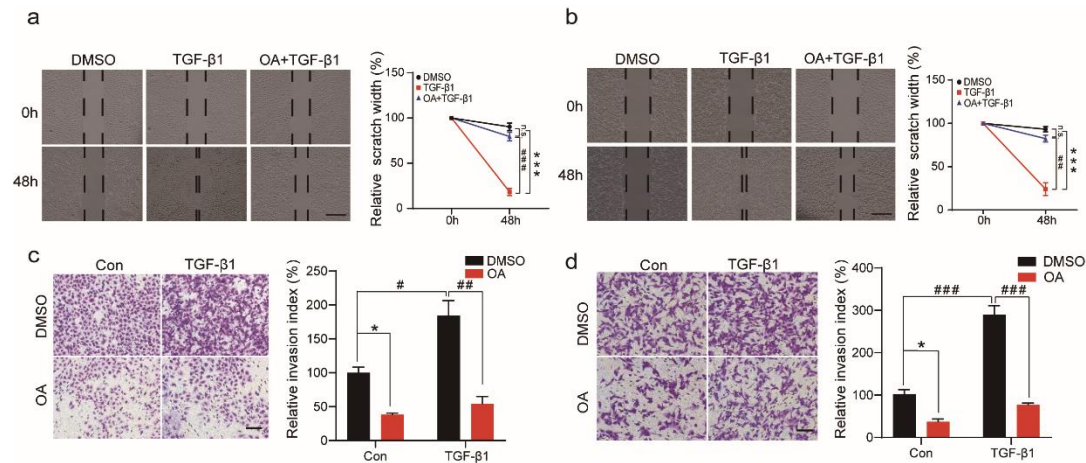 a
DMSO TGF-β1 OA+TGF-β1
0h
48h
Relative scratch width (%)
150
100
50
0
0h 48h
DMSO
TGF-β1
OA+TGF-β1
n.s
###
***
b
DMSO TGF-β1 OA+TGF-β1
0h
48h
Relative scratch width (%)
150
100
50
0
0h 48h
DMSO
TGF-β1
OA+TGF-β1
n.s
##
***
c
Con TGF-β1
DMSO
OA
Relative invasion index (%)
250
200
150
100
50
0
Con TGF-β1
DMSO
OA
*
#
##
d
Con TGF-β1
DMSO
OA
Relative invasion index (%)
400
300
200
100
0
Con TGF-β1
DMSO
OA
*
###
###